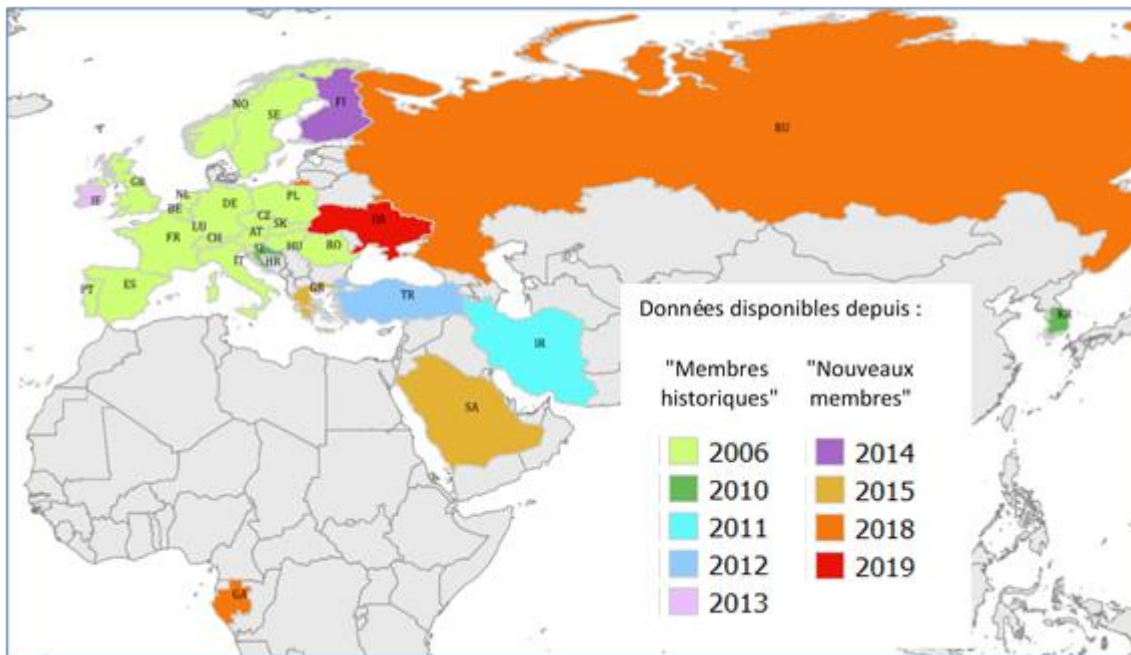 NO
SE
FI
RU
IE
GB
NL
BE
DE
PL
LU
CZ
SK
UA
FR
CH
AT
HU
RO
SI
HR
IT
PT
ES
GR
TR
IR
SA
KR
GA
Données disponibles depuis :
"Membres historiques"
"Nouveaux membres"
2006
2014
2010
2015
2011
2018
2012
2019
2013